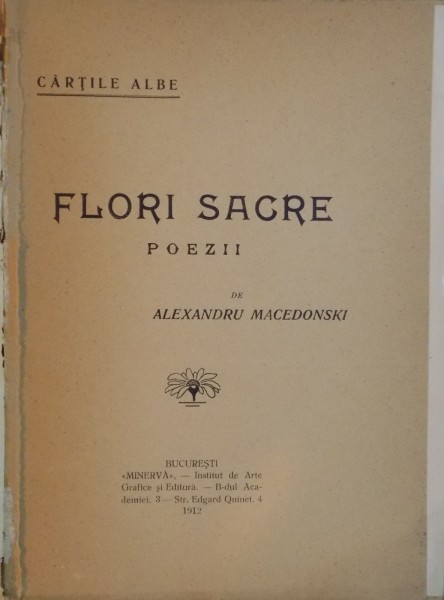 CĂRȚILE ALBE
FLORI SACRE
POEZII
DE
ALEXANDRU MACEDONSKI
BUCUREȘTI
«MINERVA», — Institut de Arte
Grafice și Editură. — B-dul Aca-
demiei. 3 — Str. Edgard Quinet. 4
1912